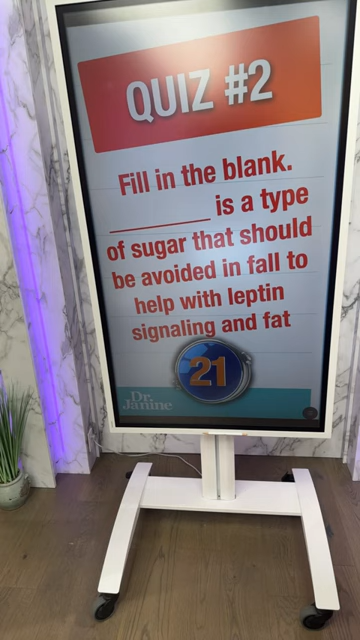 QUIZ #2
Fill in the blank.
__________ is a type
of sugar that should
be avoided in fall to
help with leptin
signaling and fat
21
Dr.
Janine